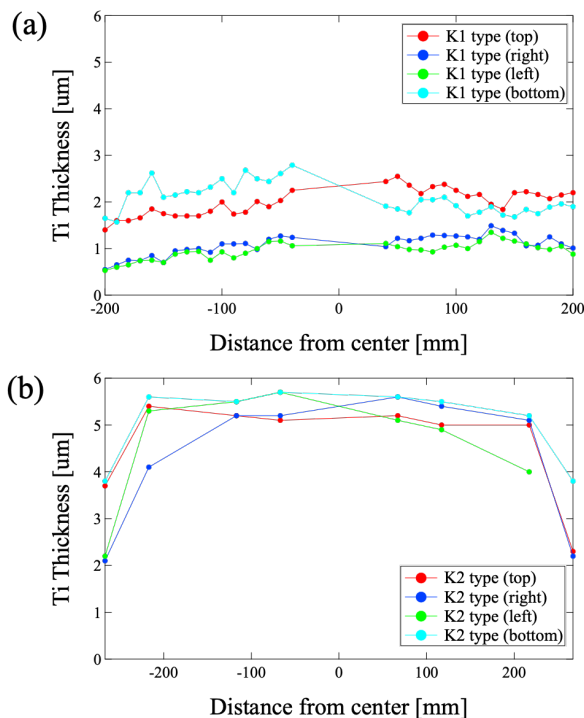 (a)
6
5
4
3
2
1
0
Ti Thickness [um]
K1 type (top)
K1 type (right)
K1 type (left)
K1 type (bottom)
-200 -100 0 100 200
Distance from center [mm]
(b)
6
5
4
3
2
1
0
Ti Thickness [um]
K2 type (top)
K2 type (right)
K2 type (left)
K2 type (bottom)
-200 -100 0 100 200
Distance from center [mm]